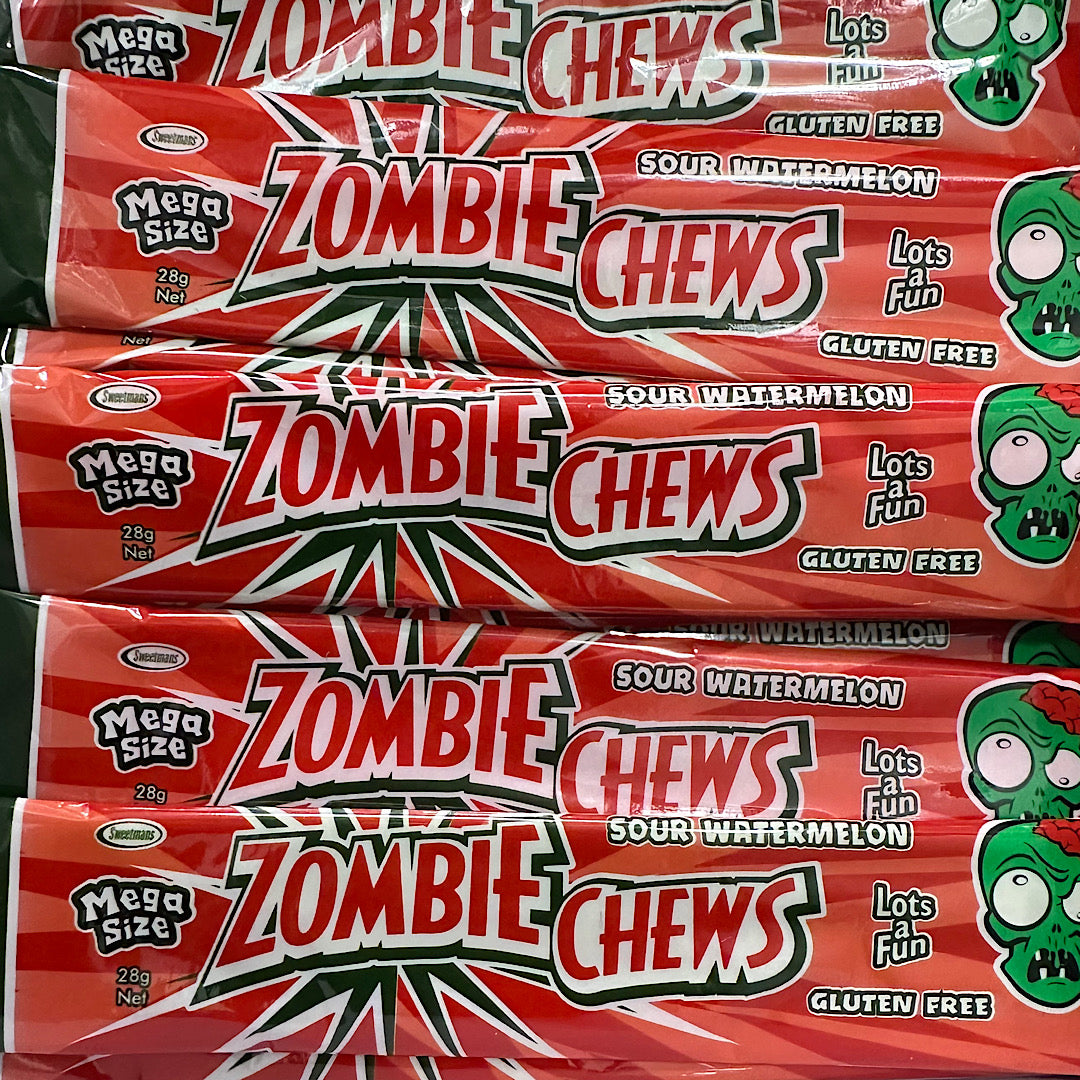 Mega
Size
ZOMBIE
CHEWS
Lots
a
Fun
GLUTEN FREE
Sweetmans
Mega
Size
28g
Net
ZOMBIE
CHEWS
SOUR WATERMELON
Lots
a
Fun
GLUTEN FREE
Net
Sweetmans
Mega
Size
28g
Net
ZOMBIE
CHEWS
SOUR WATERMELON
Lots
a
Fun
GLUTEN FREE
SOUR WATERMELON
Sweetmans
Mega
Size
28g
ZOMBIE
CHEWS
SOUR WATERMELON
Lots
a
Fun
Sweetmans
Mega
Size
28g
Net
ZOMBIE
CHEWS
SOUR WATERMELON
Lots
a
Fun
GLUTEN FREE